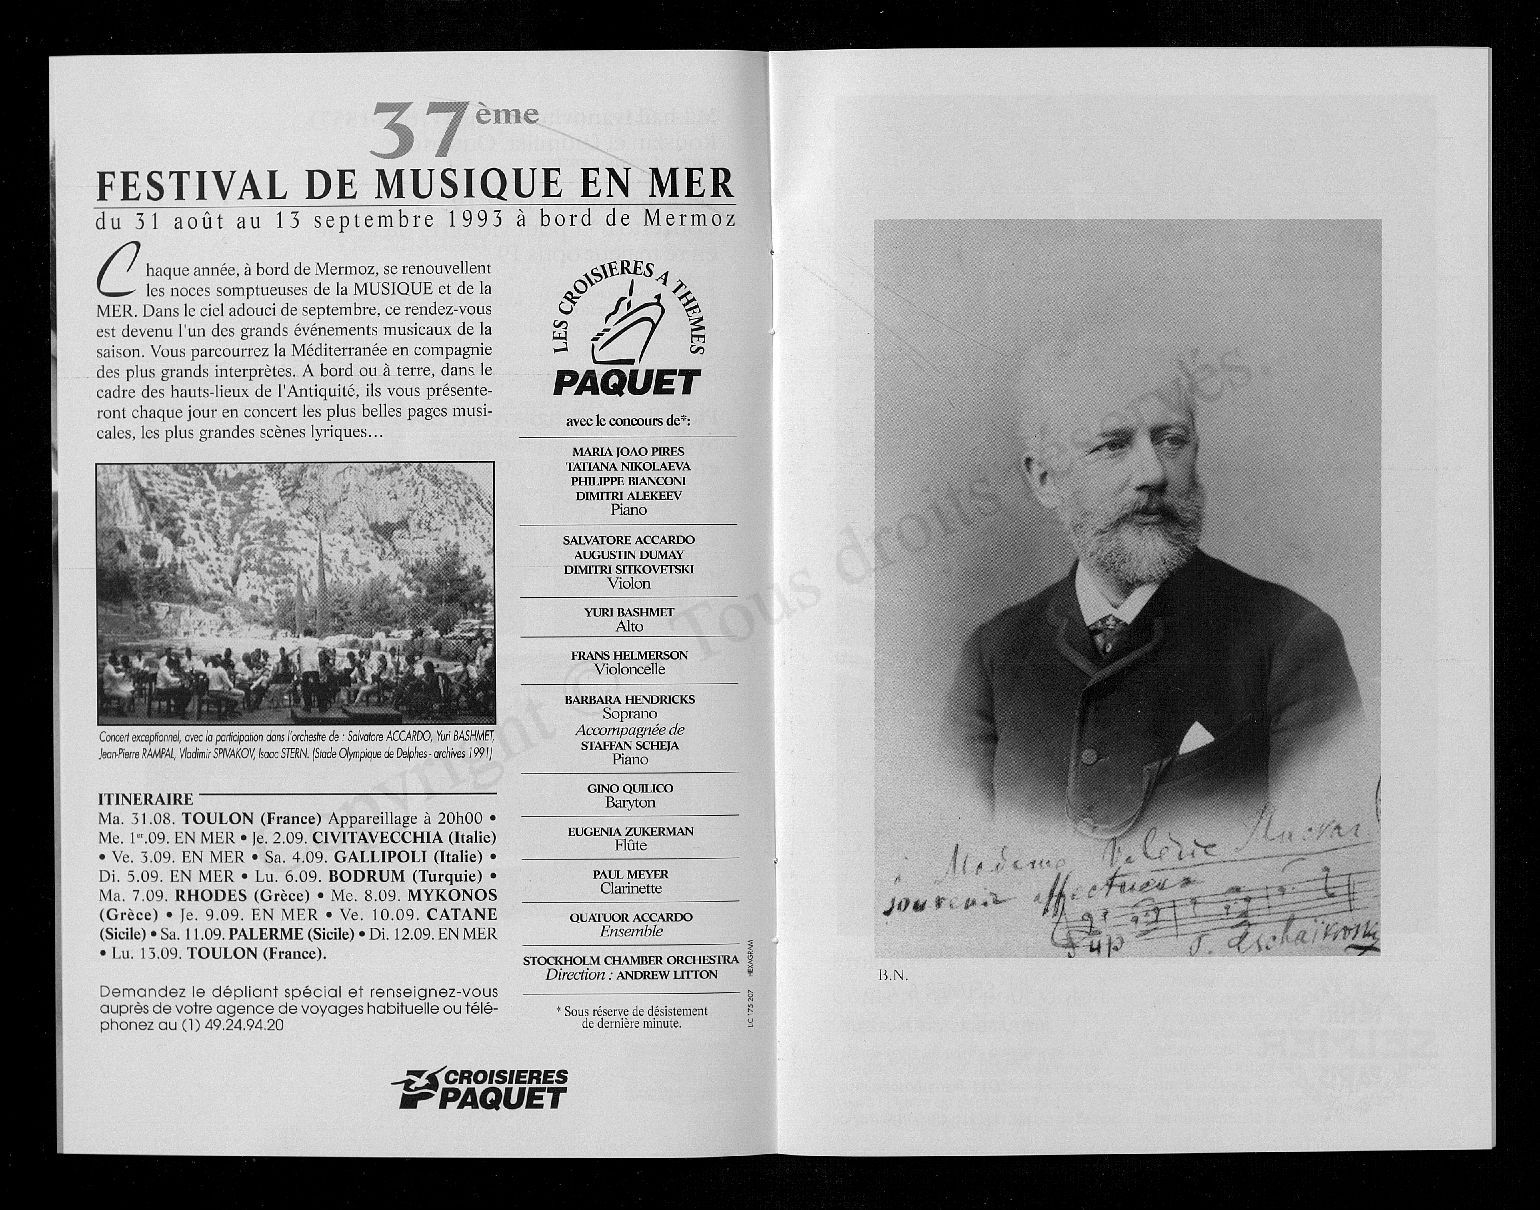 37ème
FESTIVAL DE MUSIQUE EN MER
du 31 août au 13 septembre 1993 à bord de Mermoz
Chaque année, à bord de Mermoz, se renouvellent
les noces somptueuses de la MUSIQUE et de la
MER. Dans le ciel adouci de septembre, ce rendez-vous
est devenu l'un des grands événements musicaux de la
saison. Vous parcourrez la Méditerranée en compagnie
des plus grands interprètes. A bord ou à terre, dans le
cadre des hauts-lieux de l'Antiquité, ils vous présente-
ront chaque jour en concert les plus belles pages musi-
cales, les plus grandes scènes lyriques...
Concert exceptionnel, avec la participation dans l'orchestre de : Salvatore ACCARDO, Yuri BASHMET,
Jean-Pierre RAMPAL, Vladimir SPIVAKOV, Isaac STERN. (Stade Olympique de Delphes - archives 1991)
ITINERAIRE
Ma. 31.08. TOULON (France) Appareillage à 20h00 •
Me. 1er.09. EN MER • Je. 2.09. CIVITAVECCHIA (Italie)
• Ve. 3.09. EN MER • Sa. 4.09. GALLIPOLI (Italie) •
Di. 5.09. EN MER • Lu. 6.09. BODRUM (Turquie) •
Ma. 7.09. RHODES (Grèce) • Me. 8.09. MYKONOS
(Grèce) • Je. 9.09. EN MER • Ve. 10.09. CATANE
(Sicile) • Sa. 11.09. PALERME (Sicile) • Di. 12.09. EN MER
• Lu. 13.09. TOULON (France).
Demandez le dépliant spécial et renseignez-vous
auprès de votre agence de voyages habituelle ou télé-
phonez au (1) 49.24.94.20
LES CROISIERES A THEMES
PAQUET
avec le concours de*:
MARIA JOAO PIRES
TATIANA NIKOLAEVA
PHILIPPE BIANCONI
DIMITRI ALEKEEV
Piano
SALVATORE ACCARDO
AUGUSTIN DUMAY
DIMITRI SITKOVETSKI
Violon
YURI BASHMET
Alto
FRANS HELMERSON
Violoncelle
BARBARA HENDRICKS
Soprano
Accompagnée de
STAFFAN SCHEJA
Piano
GINO QUILICO
Baryton
EUGENIA ZUKERMAN
Flûte
PAUL MEYER
Clarinette
QUATUOR ACCARDO
Ensemble
STOCKHOLM CHAMBER ORCHESTRA
Direction : ANDREW LITTON
* Sous réserve de désistement
de dernière minute.
LC 175 207 HEXAGRAM
CROISIERES
PAQUET
à Madame Valérie
souvenir affectueux
P. Tschaikovsky
B.N.
Copyright © Tous droits réservés